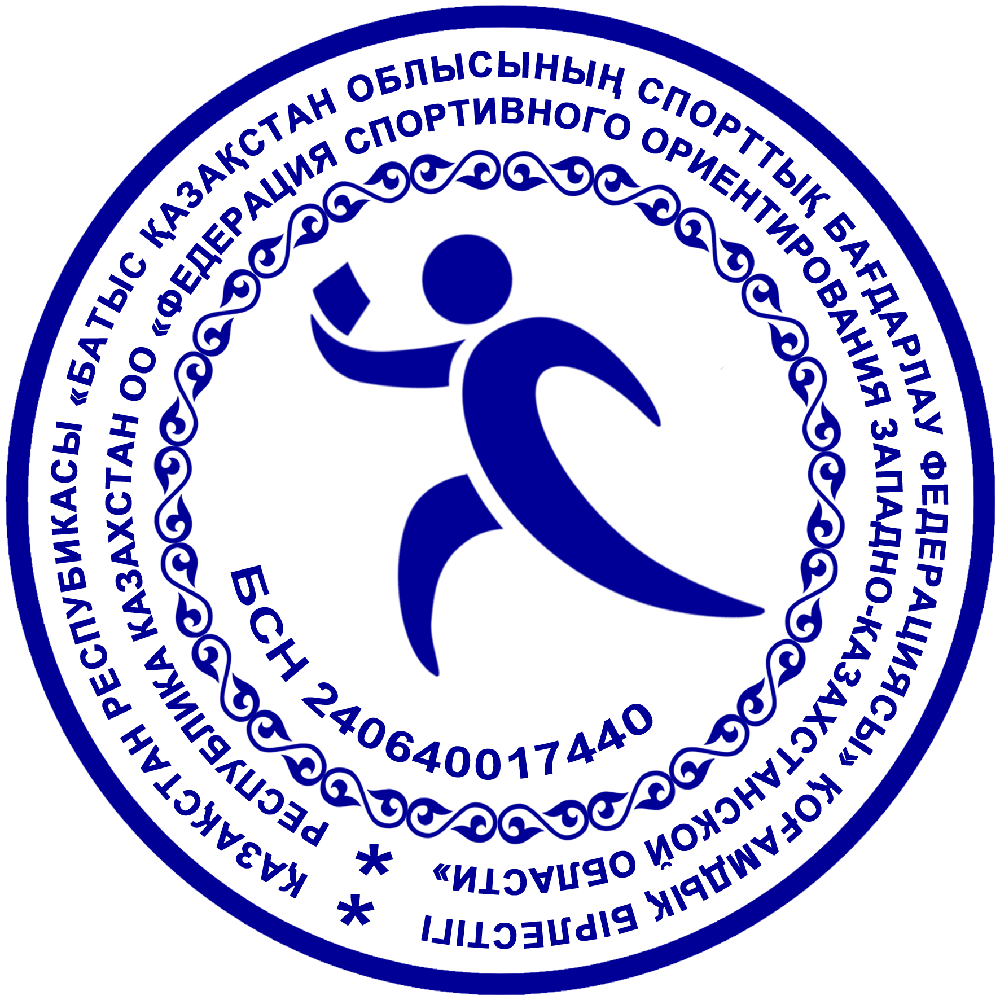 ҚАЗАҚСТАН РЕСПУБИКАСЫ «БАТЫС ҚАЗАҚСТАН ОБЛЫСЫНЫҢ СПОРТТЫҚ БАҒДАРЛАУ ФЕДЕРАЦИЯСЫ» ҚОҒАМДЫҚ БІРЛЕСТІГІ *
РЕСПУБЛИКА КАЗАХСТАН ОО «ФЕДЕРАЦИЯ СПОРТИВНОГО ОРИЕНТИРОВАНИЯ ЗАПАДНО-КАЗАХСТАНСКОЙ ОБЛАСТИ» *
БСН 240640017440